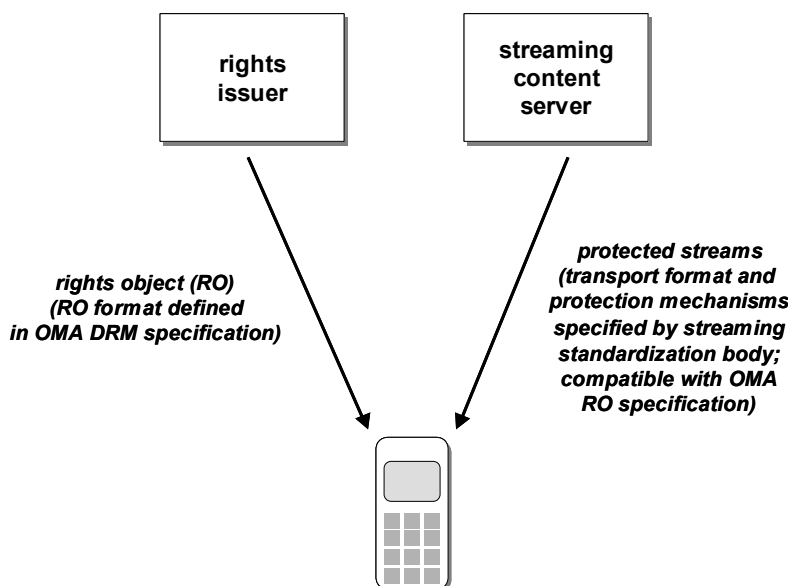 rights
issuer
streaming
content
server
rights object (RO)
(RO format defined
in OMA DRM specification)
protected streams
(transport format and
protection mechanisms
specified by streaming
standardization body;
compatible with OMA
RO specification)